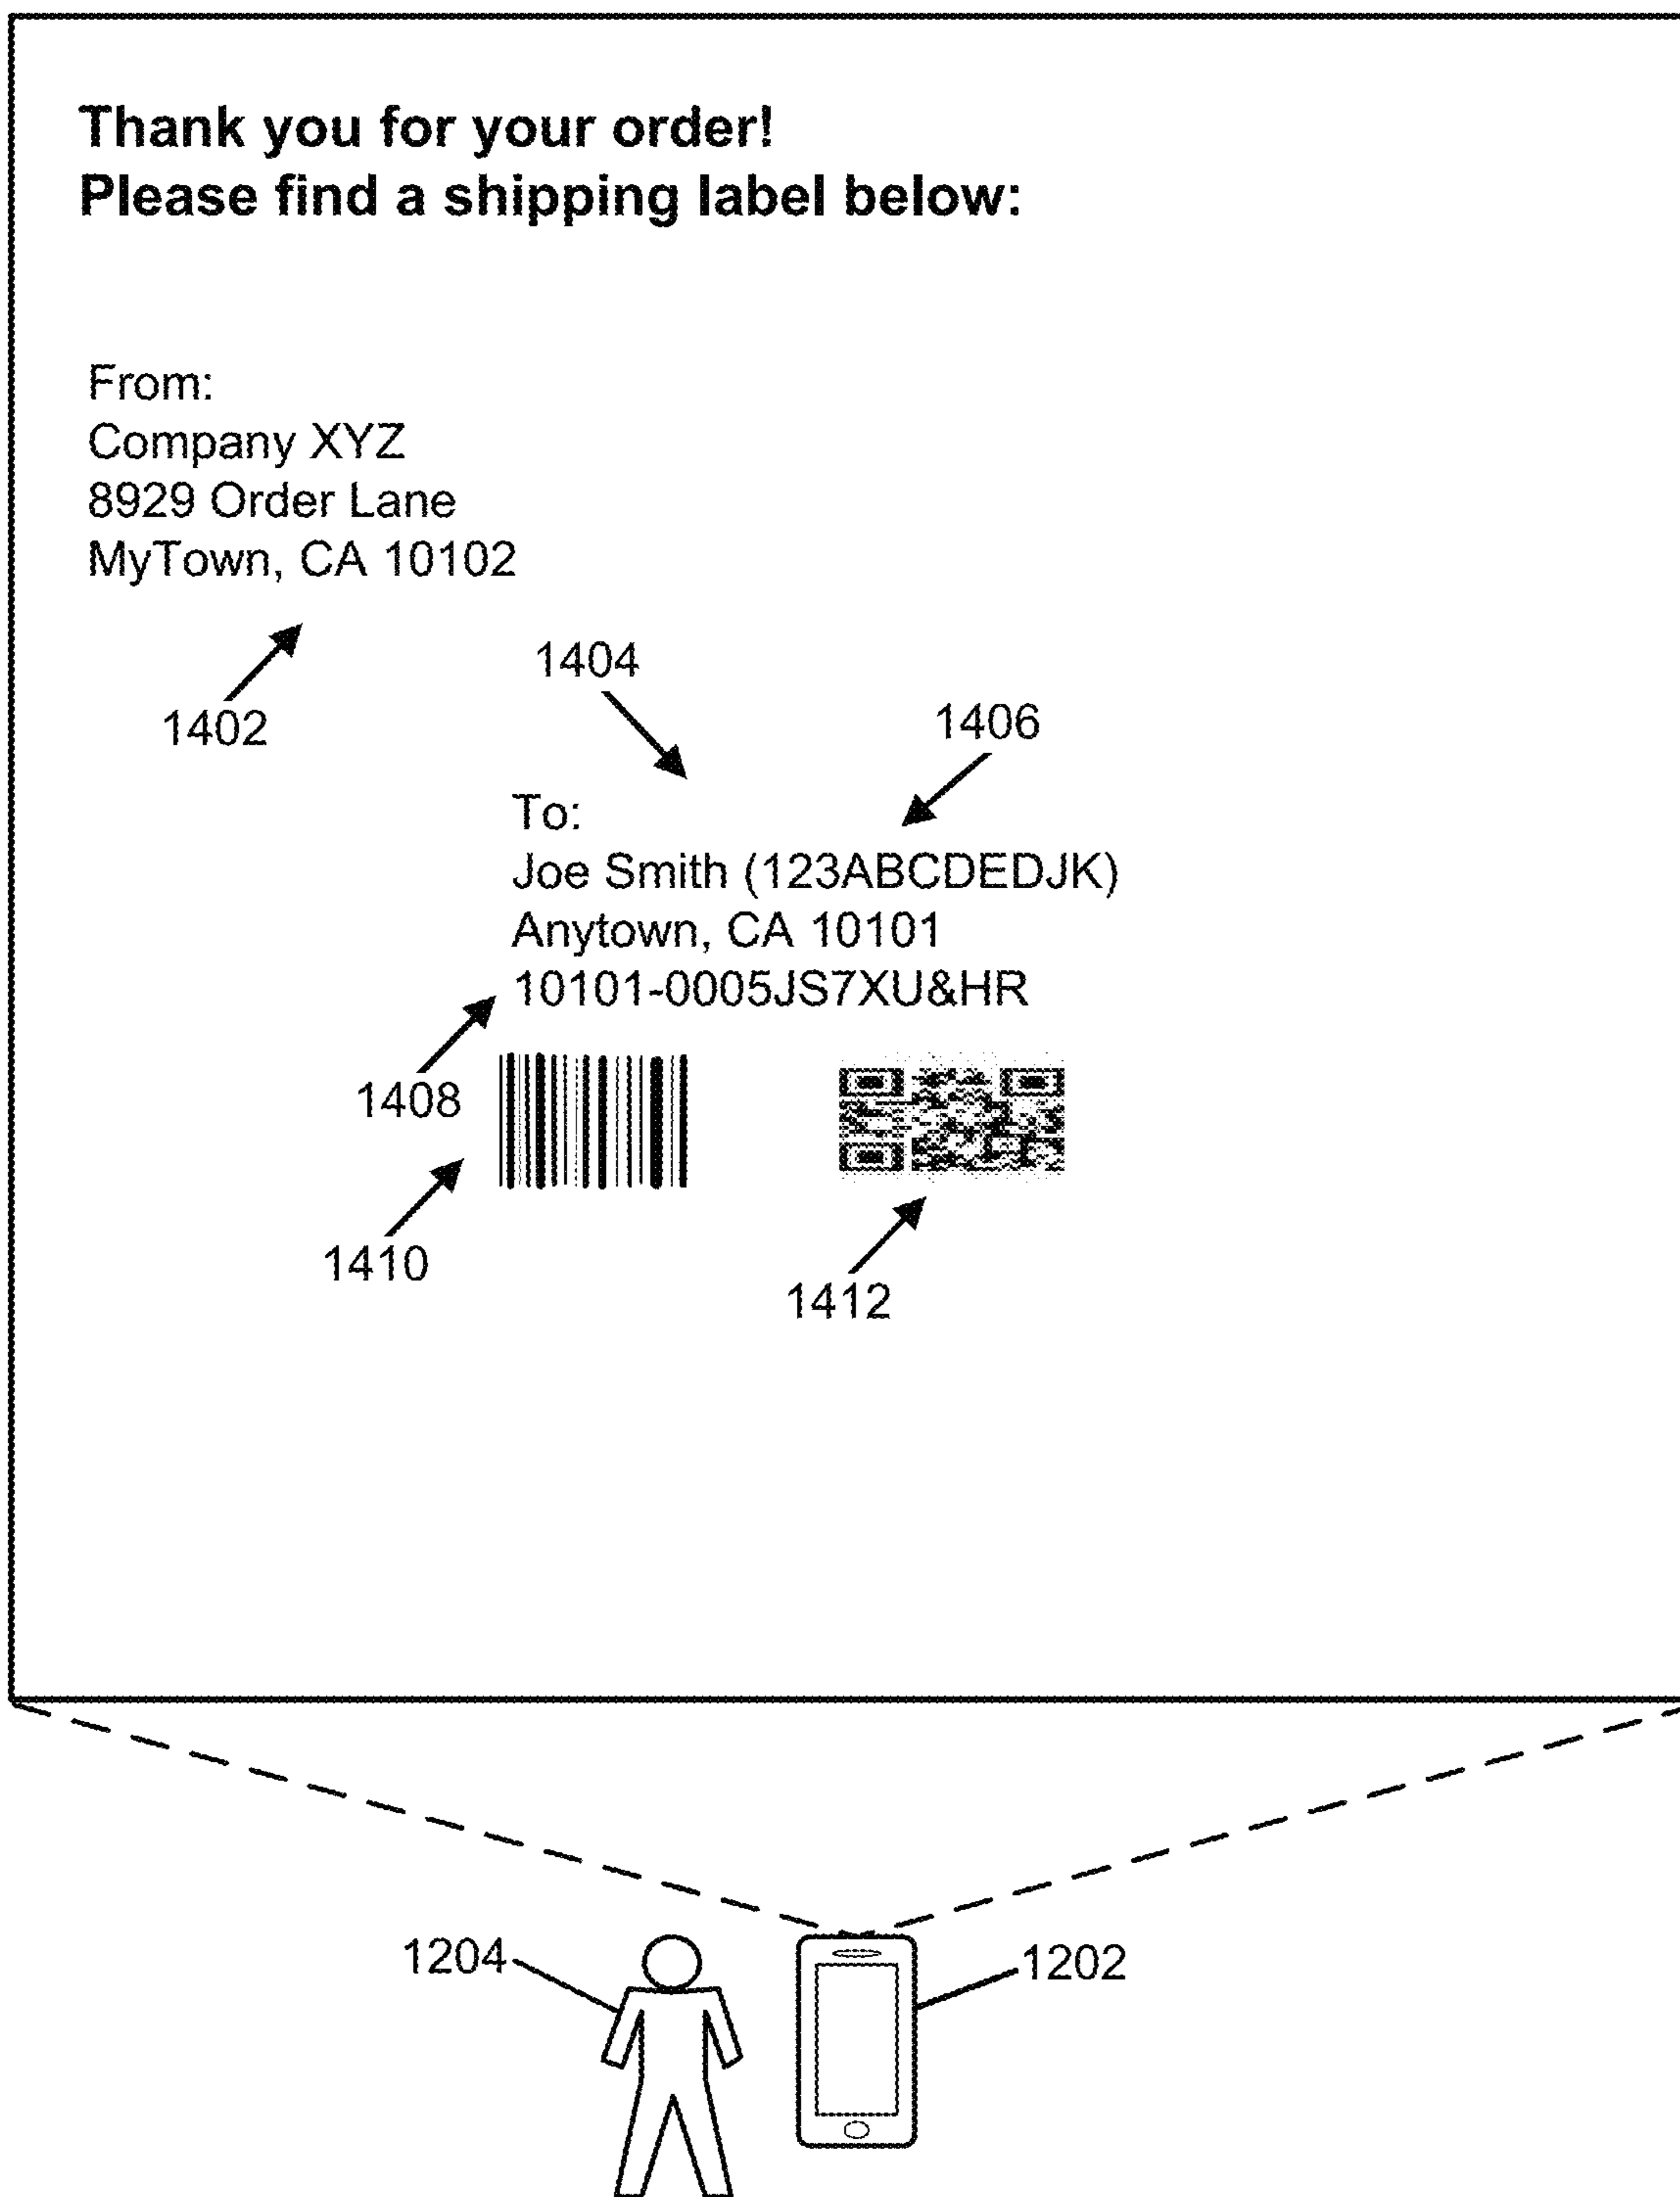 Thank you for your order!
Please find a shipping label below:
From:
Company XYZ
8929 Order Lane
MyTown, CA 10102
1402
1404
1406
To:
Joe Smith (123ABCDEDJK)
Anytown, CA 10101
10101-0005JS7XU&HR
1408
1410
1412
1204
1202